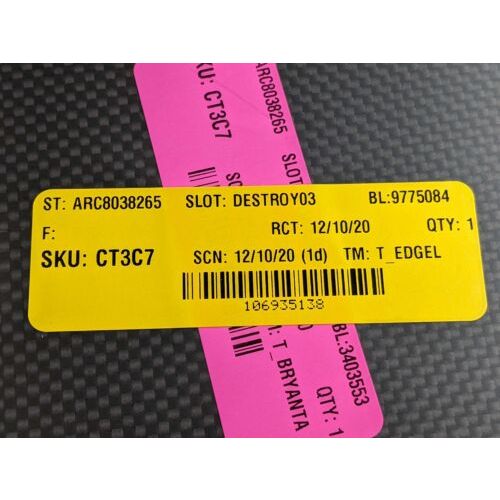 ST: ARC8038265 SLOT: DESTROY03 BL:9775084
F: RCT: 12/10/20 QTY: 1
SKU: CT3C7 SCN: 12/10/20 (1d) TM: T_EDGEL
106935138
ARC8038265
KU: CT3C7
SLOT
SC
BL:3403553
M: T_BRYANTA
QTY: 1